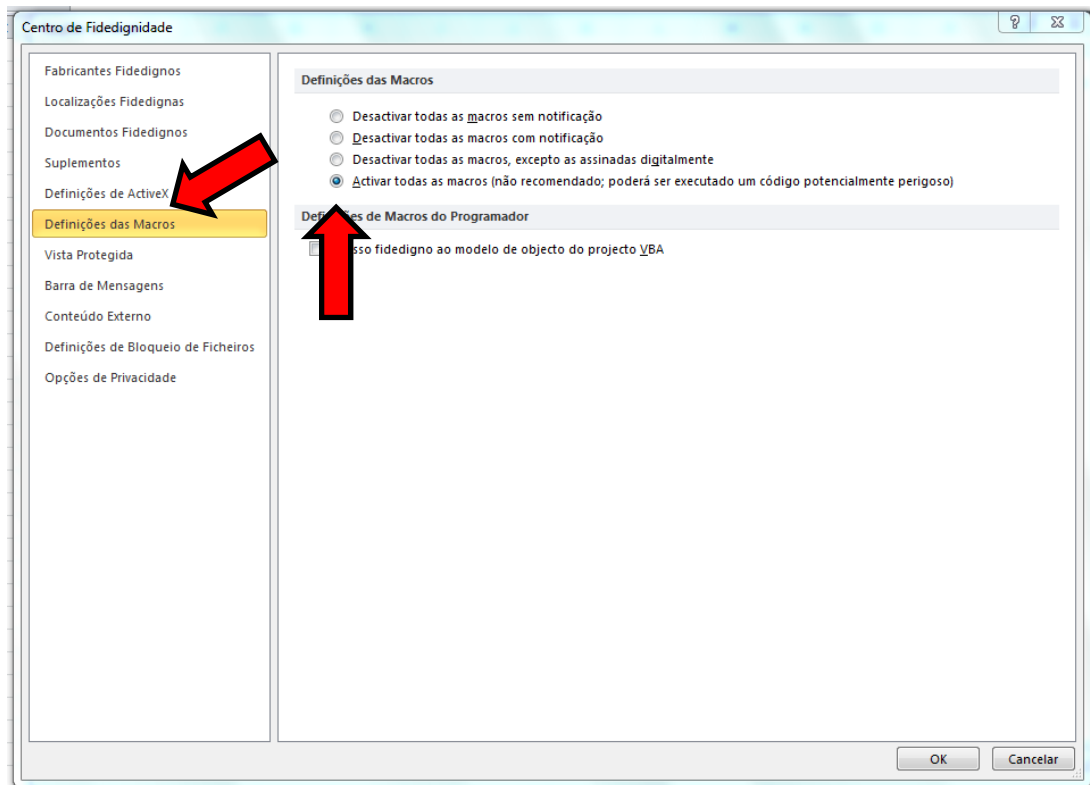 Centro de Fidedignidade
Fabricantes Fidedignos
Localizações Fidedignas
Documentos Fidedignos
Suplementos
Definições de ActiveX
Definições das Macros
Vista Protegida
Barra de Mensagens
Conteúdo Externo
Definições de Bloqueio de Ficheiros
Opções de Privacidade
Definições das Macros
Desactivar todas as macros sem notificação
Desactivar todas as macros com notificação
Desactivar todas as macros, excepto as assinadas digitalmente
Activar todas as macros (não recomendado; poderá ser executado um código potencialmente perigoso)
de Macros do Programador
fidedigno ao modelo de objecto do projecto VBA
OK
Cancelar